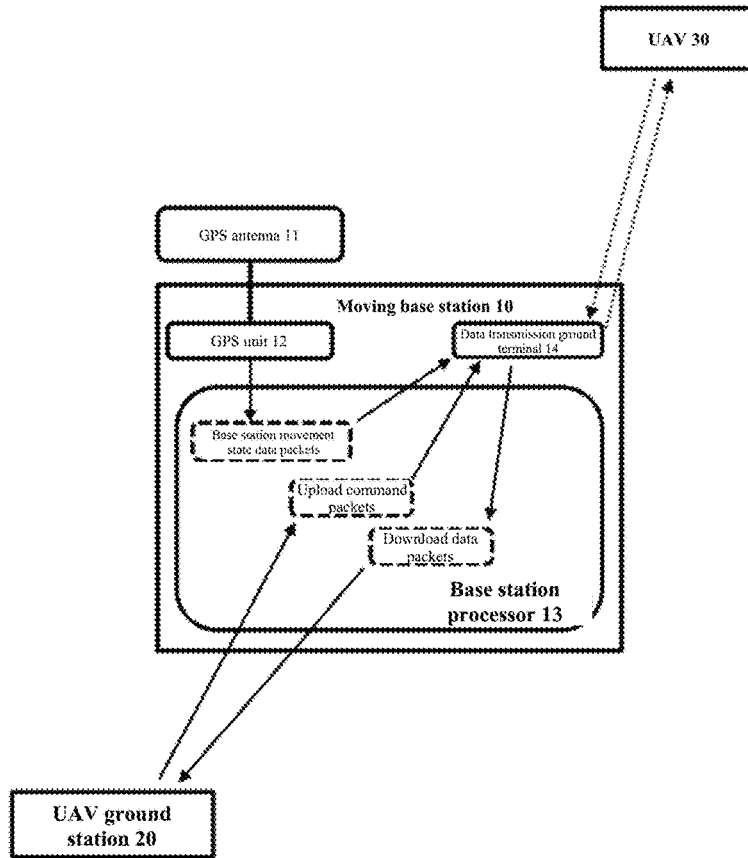 UAV 30
GPS antenna 11
Moving base station 10
GPS unit 12
Data transmission ground
terminal 14
Base station movement
state data packets
Upload command
packets
Download data
packets
Base station
processor 13
UAV ground
station 20